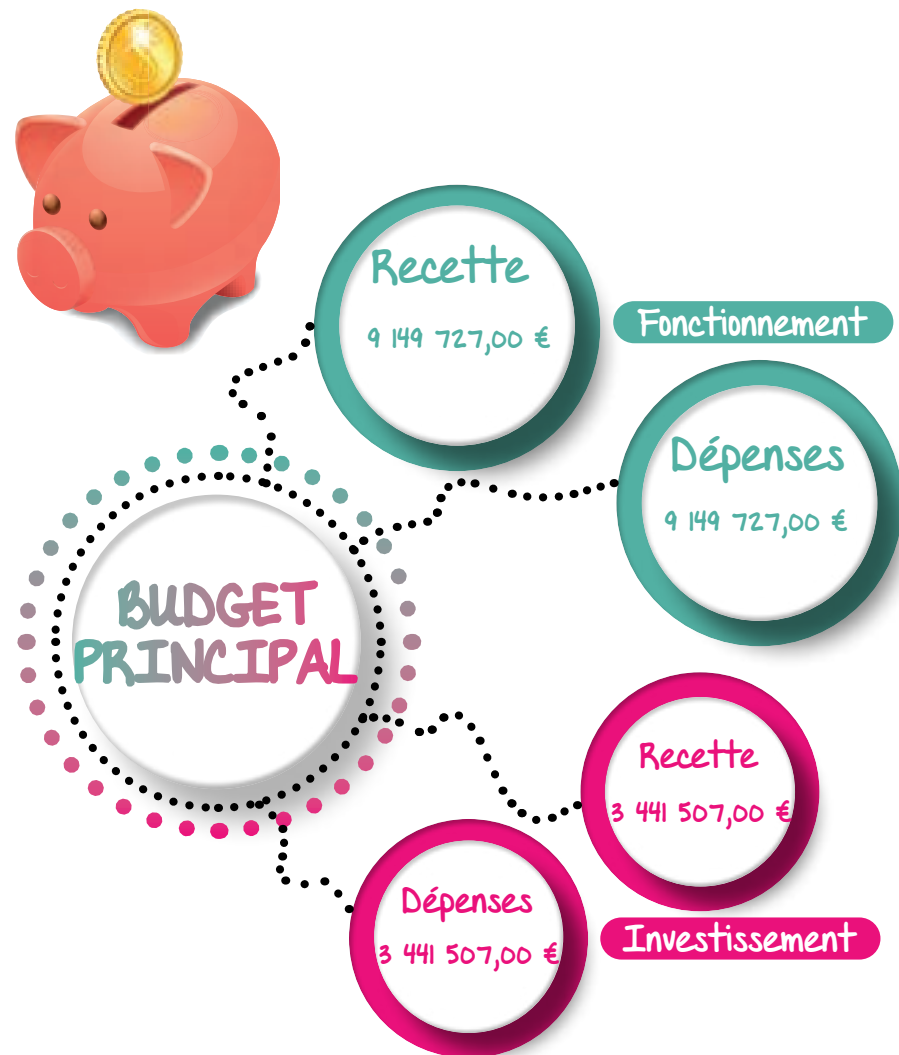 Recette
9 149 727,00 €
Fonctionnement
Dépenses
9 149 727,00 €
BUDGET
PRINCIPAL
Recette
3 441 507,00 €
Dépenses
3 441 507,00 €
Investissement